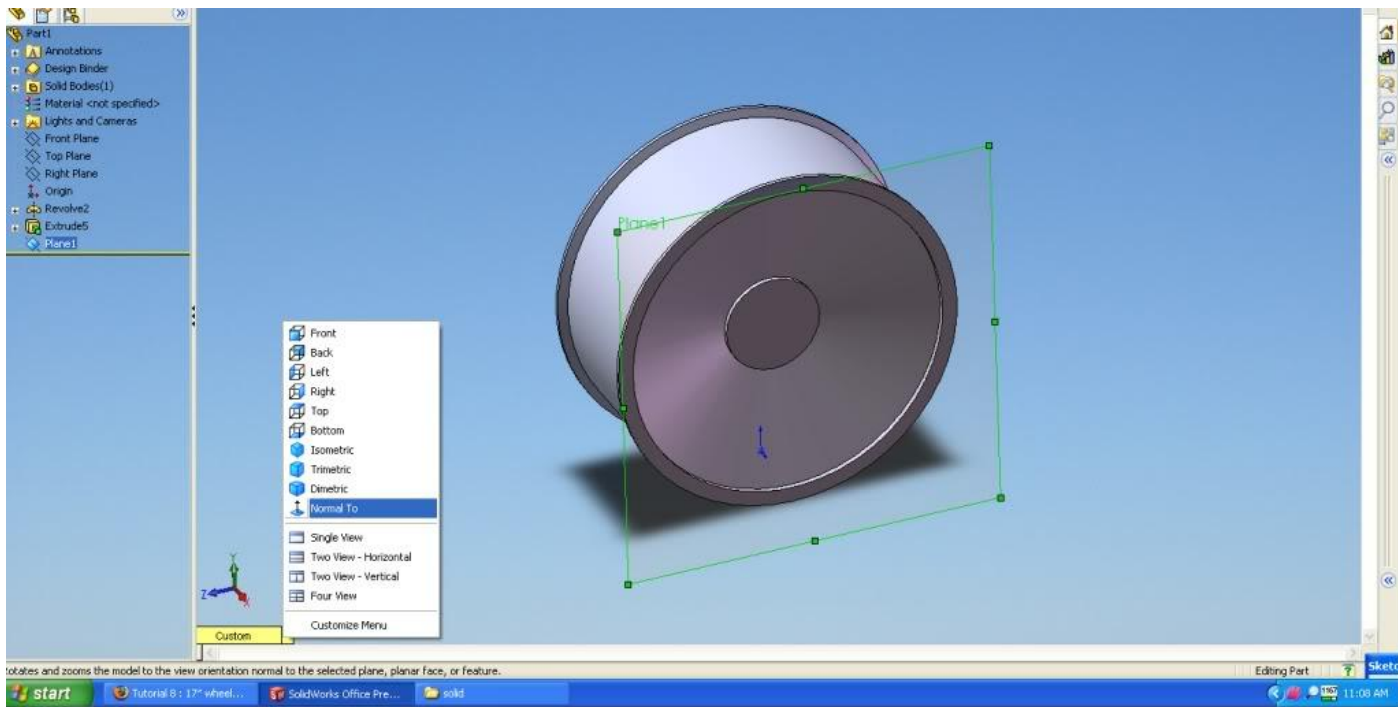 Part1
Annotations
Design Binder
Solid Bodies(1)
Material <not specified>
Lights and Cameras
Front Plane
Top Plane
Right Plane
Origin
Revolve2
Extrude5
Plane1
Plane1
Front
Back
Left
Right
Top
Bottom
Isometric
Trimetric
Dimetric
Normal To
Single View
Two View - Horizontal
Two View - Vertical
Four View
Customize Menu
Y
Z
X
Custom
otates and zooms the model to the view orientation normal to the selected plane, planar face, or feature.
Editing Part
Sketc
start
Tutorial 8 : 17" wheel...
SolidWorks Office Pre...
solid
1167
11:08 AM